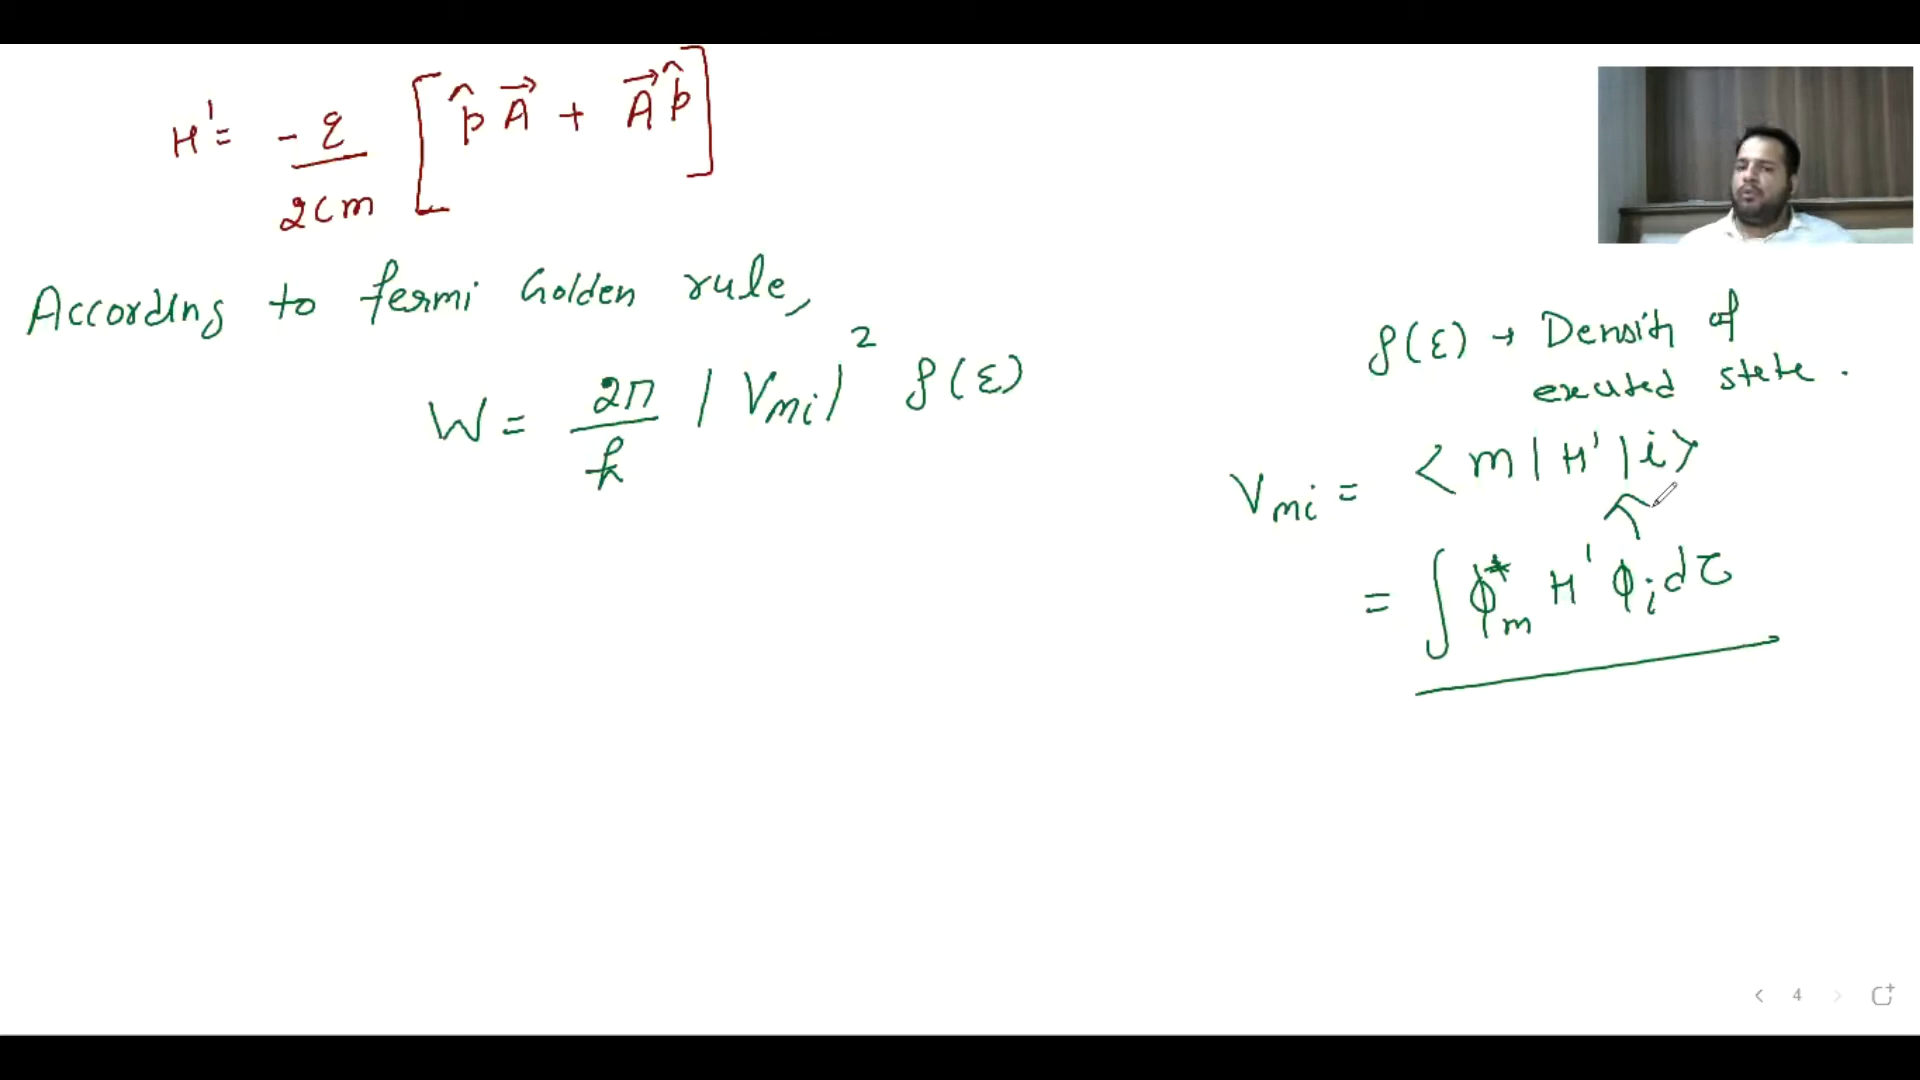 H' = -q/2cm [p̂ A⃗ + A⃗ p̂]
According to fermi Golden rule,
W = 2π/ℏ |Vmi|² ρ(ε)
ρ(ε) → Density of
excited state.
Vmi = <m|H'|i>
= ∫ϕ*m H' ϕi dτ
4